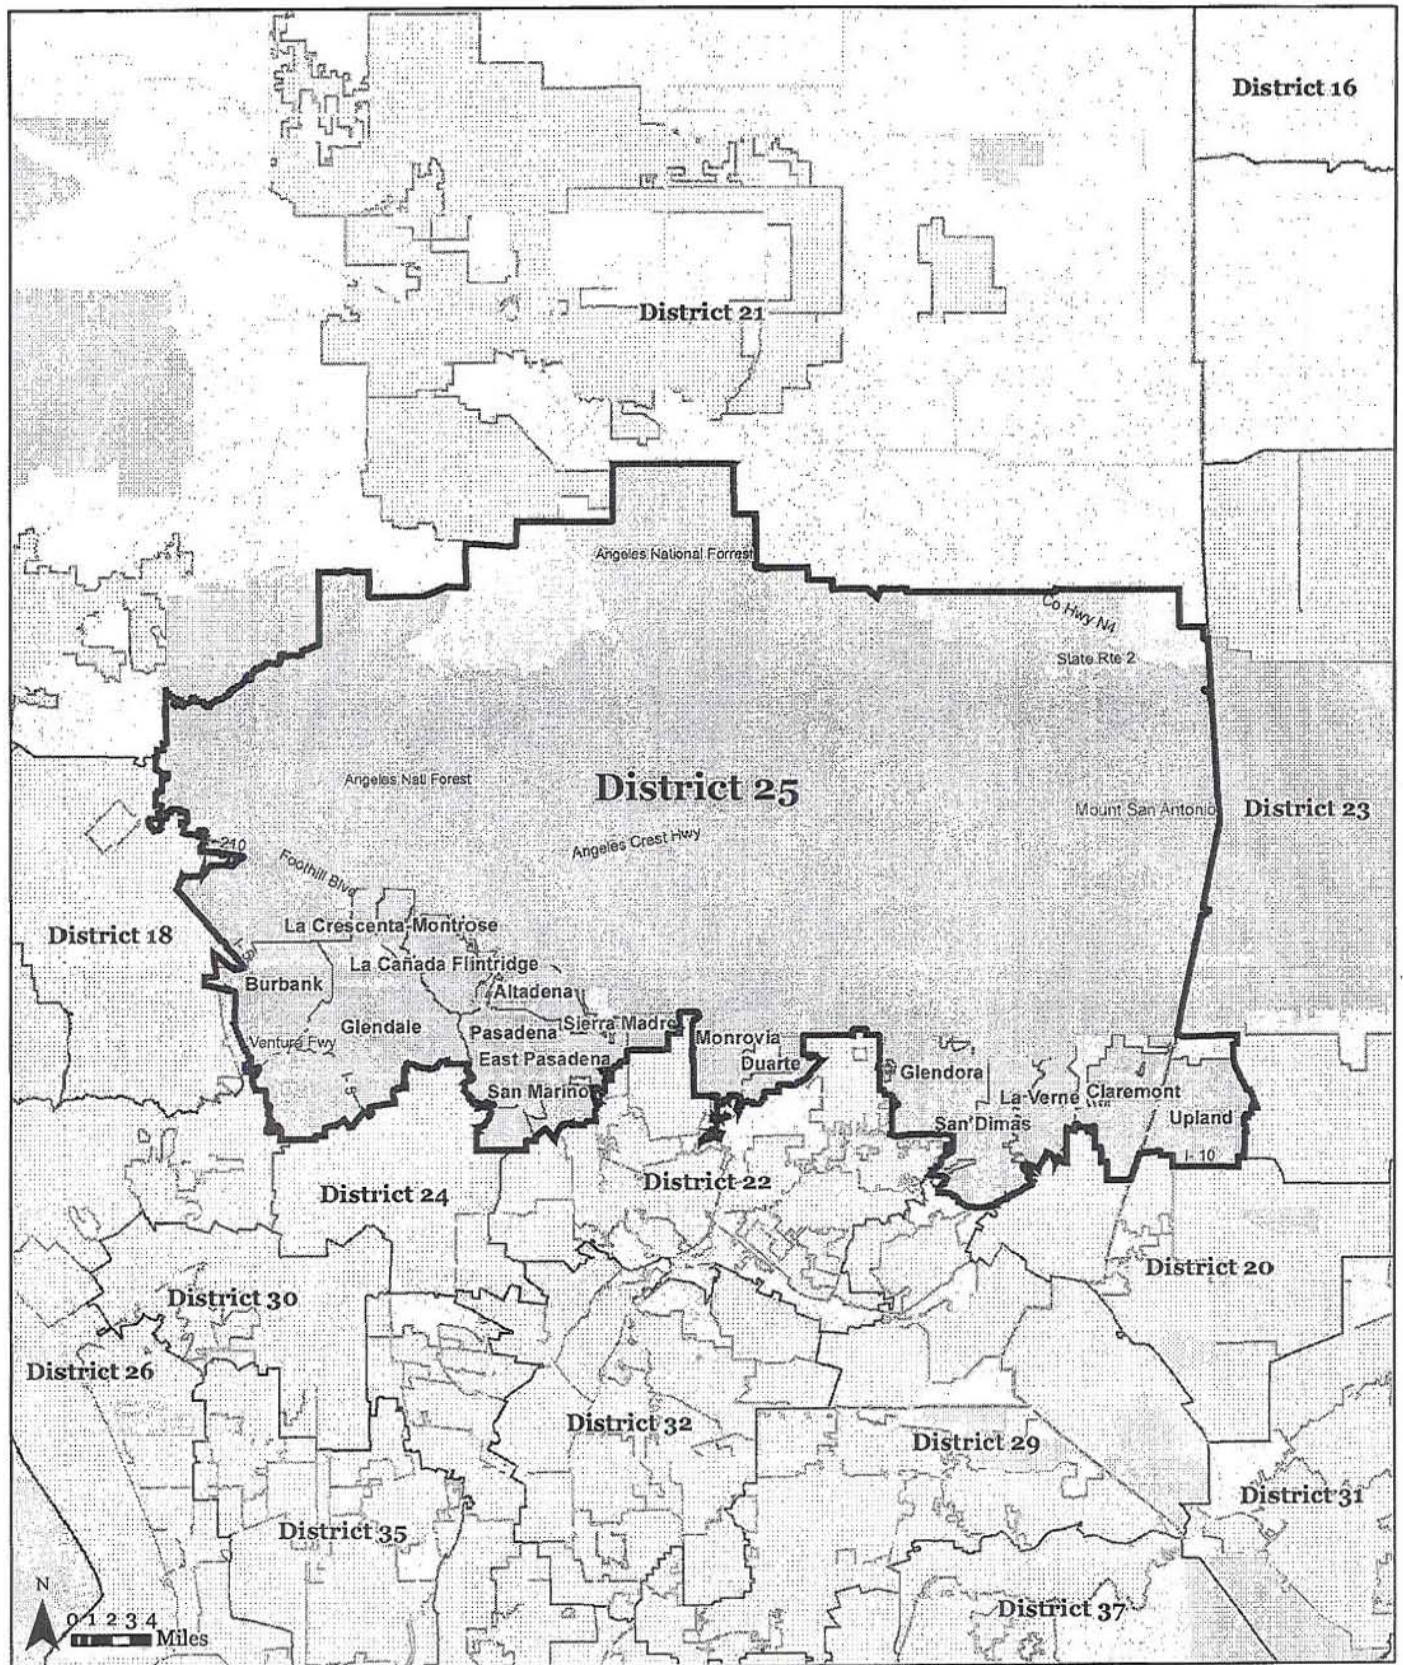 District 16
District 21
Angeles National Forrest
Co Hwy N4
State Rte 2
Angeles Natl Forest
District 25
Mount San Antonio
District 23
Angeles Crest Hwy
I-210
Foothill Blvd
La Crescenta-Montrose
District 18
La Cañada Flintridge
Burbank
Altadena
Glendale
Sierra Madre
Pasadena
Monrovia
Ventura Fwy
East Pasadena
Duarte
Glendora
San Marino
I-5
La Verne
Claremont
San Dimas
Upland
I- 10
District 24
District 22
District 20
District 30
District 26
District 32
District 29
District 31
District 35
District 37
N
0 1 2 3 4
Miles